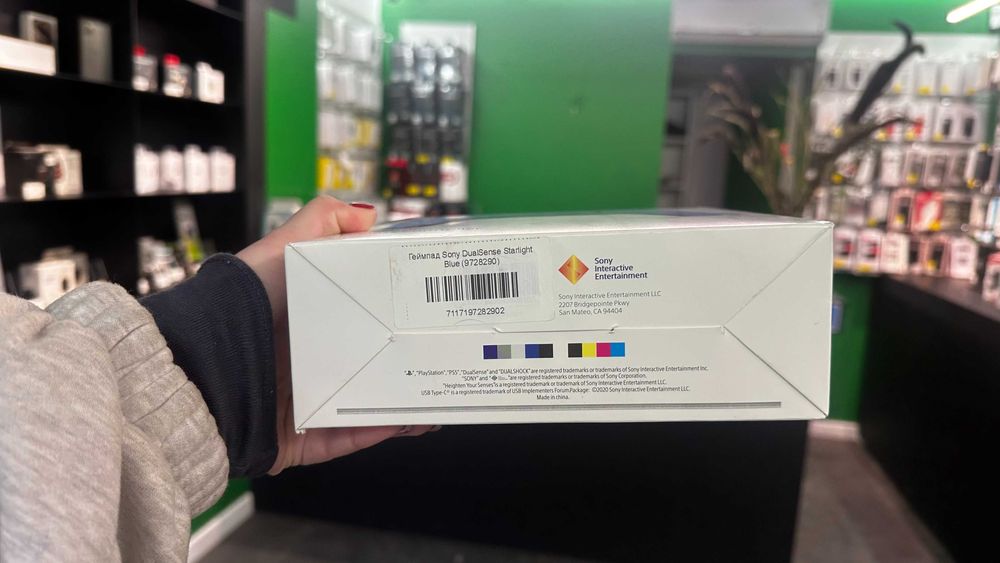 Геймпад Sony DualSense Starlight
Blue (9728290)
7117197282902
Sony
Interactive
Entertainment
Sony Interactive Entertainment LLC
2207 Bridgepointe Pkwy
San Mateo, CA 94404
"PlayStation", "PS5", "DualSense" and "DUALSHOCK" are registered trademarks or trademarks of Sony Interactive Entertainment Inc.
"SONY" and " " are registered trademarks or trademarks of Sony Corporation.
"Heighten Your Senses" is a registered trademark or trademark of Sony Interactive Entertainment LLC.
USB Type-C® is a registered trademark of USB Implementers Forum. Package: ©2020 Sony Interactive Entertainment LLC.
Made in china.